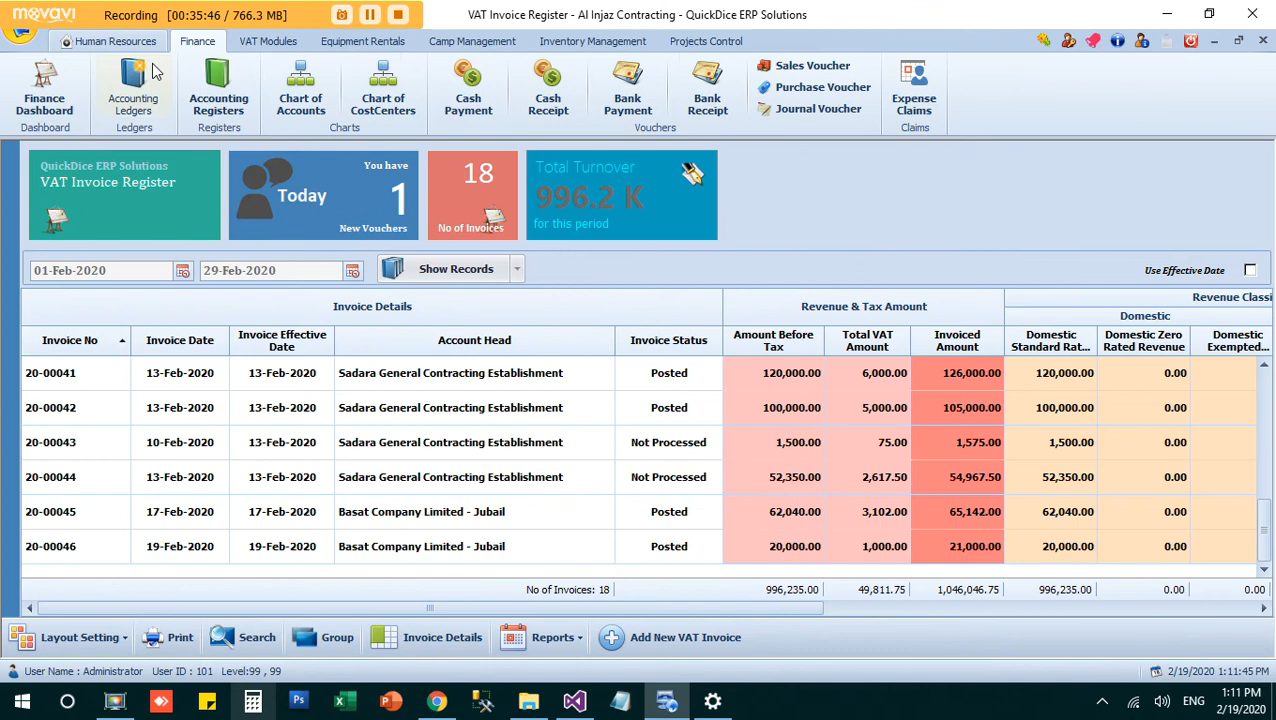 movavi
Recording [00:35:46 / 766.3 MB]
VAT Invoice Register - Al Injaz Contracting - QuickDice ERP Solutions
Human Resources Finance VAT Modules Equipment Rentals Camp Management Inventory Management Projects Control
Finance Dashboard
Accounting Ledgers
Accounting Registers
Chart of Accounts
Chart of CostCenters
Cash Payment
Cash Receipt
Bank Payment
Bank Receipt
Sales Voucher
Purchase Voucher
Journal Voucher
Expense Claims
Dashboard Ledgers Registers Charts Vouchers Claims
QuickDice ERP Solutions
VAT Invoice Register
You have
Today
1
New Vouchers
18
No of Invoices
Total Turnover
996.2 K
for this period
01-Feb-2020 29-Feb-2020 Show Records Use Effective Date
Invoice Details Revenue & Tax Amount Revenue Classi
Domestic
Invoice No Invoice Date Invoice Effective Date Account Head Invoice Status Amount Before Tax Total VAT Amount Invoiced Amount Domestic Standard Rat... Domestic Zero Rated Revenue Domestic Exempted...
20-00041 13-Feb-2020 13-Feb-2020 Sadara General Contracting Establishment Posted 120,000.00 6,000.00 126,000.00 120,000.00 0.00
20-00042 13-Feb-2020 13-Feb-2020 Sadara General Contracting Establishment Posted 100,000.00 5,000.00 105,000.00 100,000.00 0.00
20-00043 10-Feb-2020 13-Feb-2020 Sadara General Contracting Establishment Not Processed 1,500.00 75.00 1,575.00 1,500.00 0.00
20-00044 13-Feb-2020 13-Feb-2020 Sadara General Contracting Establishment Not Processed 52,350.00 2,617.50 54,967.50 52,350.00 0.00
20-00045 17-Feb-2020 17-Feb-2020 Basat Company Limited - Jubail Posted 62,040.00 3,102.00 65,142.00 62,040.00 0.00
20-00046 19-Feb-2020 19-Feb-2020 Basat Company Limited - Jubail Posted 20,000.00 1,000.00 21,000.00 20,000.00 0.00
No of Invoices: 18 996,235.00 49,811.75 1,046,046.75 996,235.00 0.00 0.00
Layout Setting Print Search Group Invoice Details Reports Add New VAT Invoice
User Name : Administrator User ID : 101 Level:99 , 99 2/19/2020 1:11:45 PM
Ps
ENG
1:11 PM
2/19/2020